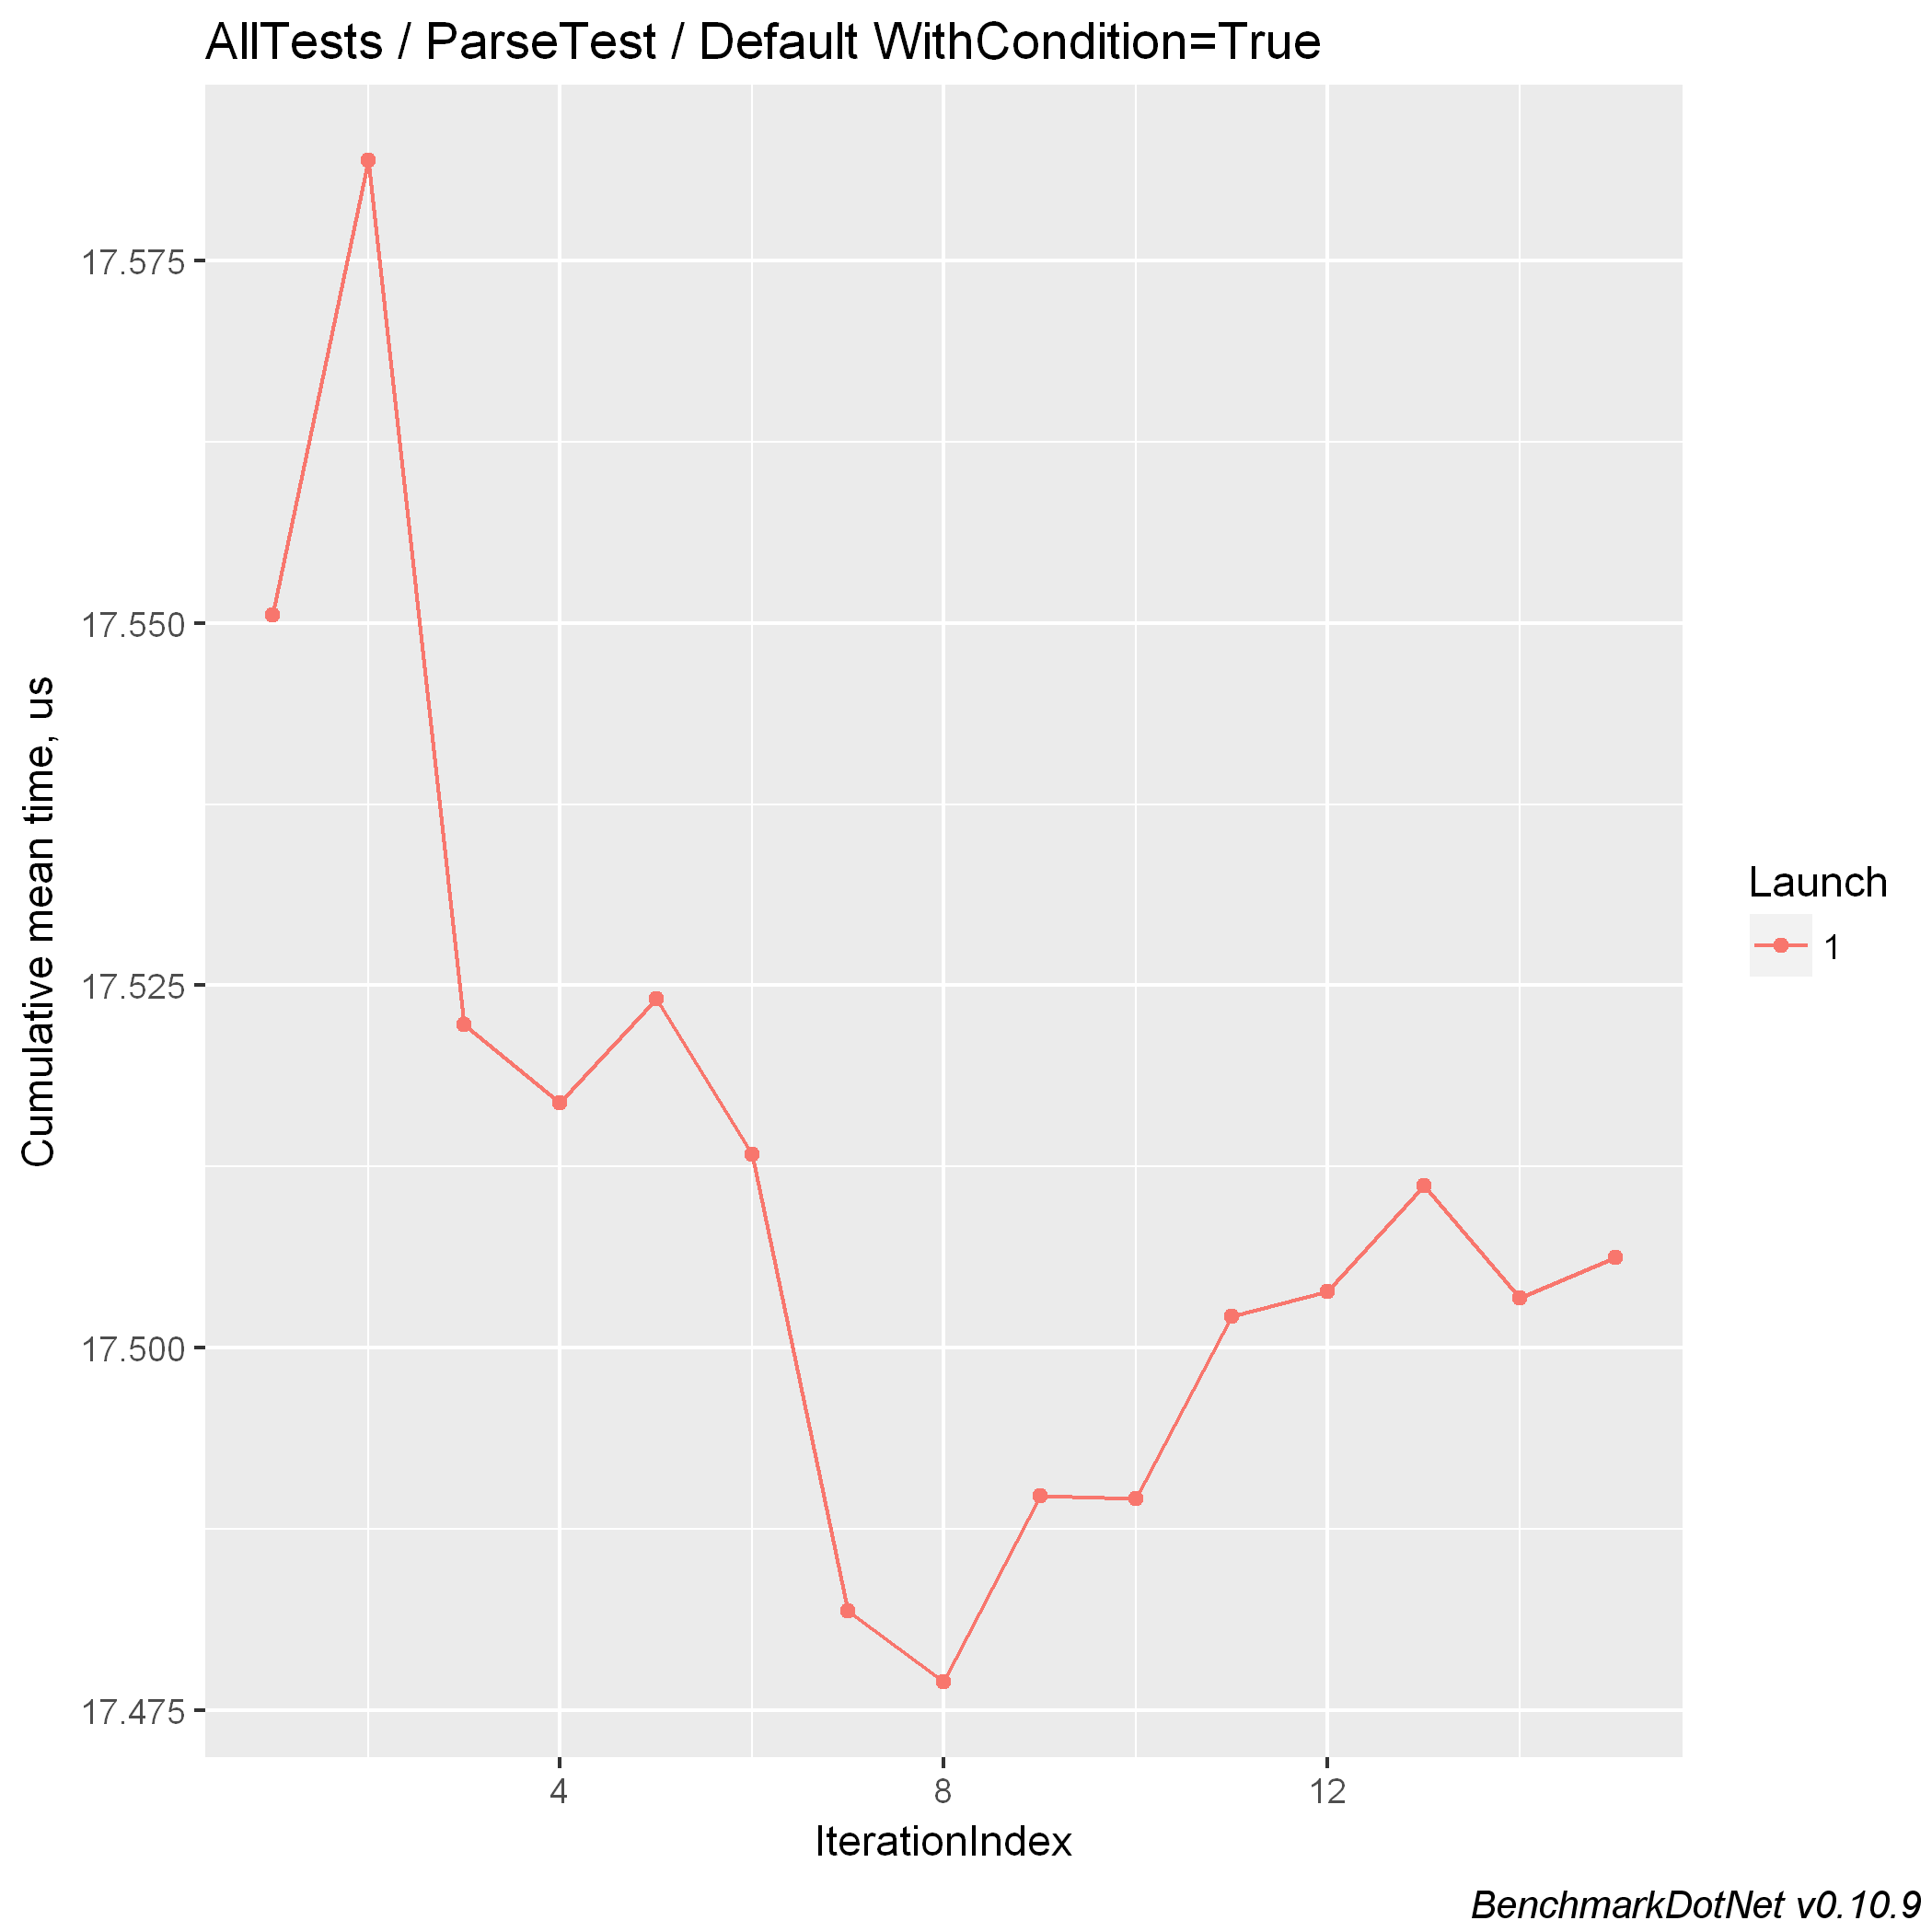 AllTests / ParseTest / Default WithCondition=True
17.575
17.550
17.525
17.500
17.475
Cumulative mean time, us
4
8
12
IterationIndex
Launch
1
BenchmarkDotNet v0.10.9